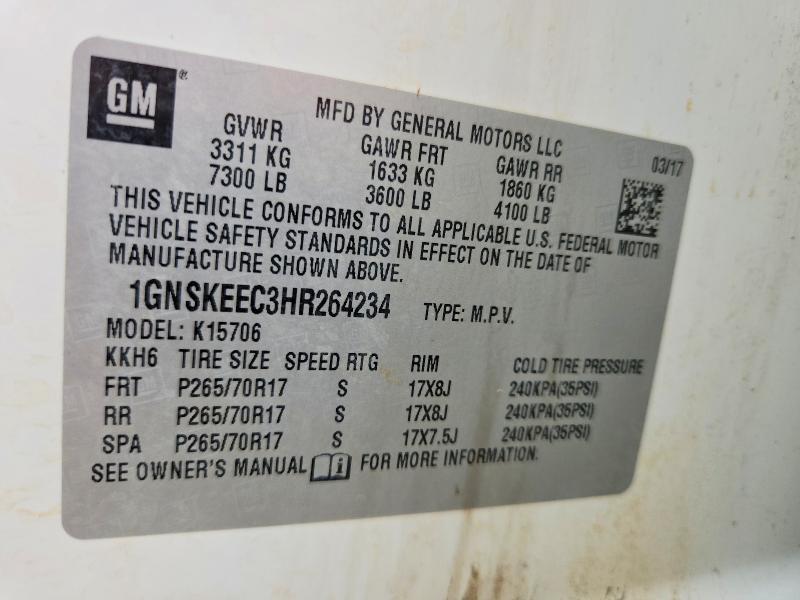 GM ®
MFD BY GENERAL MOTORS LLC
03/17
GVWR GAWR FRT GAWR RR
3311 KG 1633 KG 1860 KG
7300 LB 3600 LB 4100 LB
THIS VEHICLE CONFORMS TO ALL APPLICABLE U.S. FEDERAL MOTOR
VEHICLE SAFETY STANDARDS IN EFFECT ON THE DATE OF
MANUFACTURE SHOWN ABOVE.
1GNSKEEC3HR264234 TYPE: M.P.V.
MODEL: K15706
KKH6 TIRE SIZE SPEED RTG RIM COLD TIRE PRESSURE
FRT P265/70R17 S 17X8J 240KPA(35PSI)
RR P265/70R17 S 17X8J 240KPA(35PSI)
SPA P265/70R17 S 17X7.5J 240KPA(35PSI)
SEE OWNER'S MANUAL i FOR MORE INFORMATION.